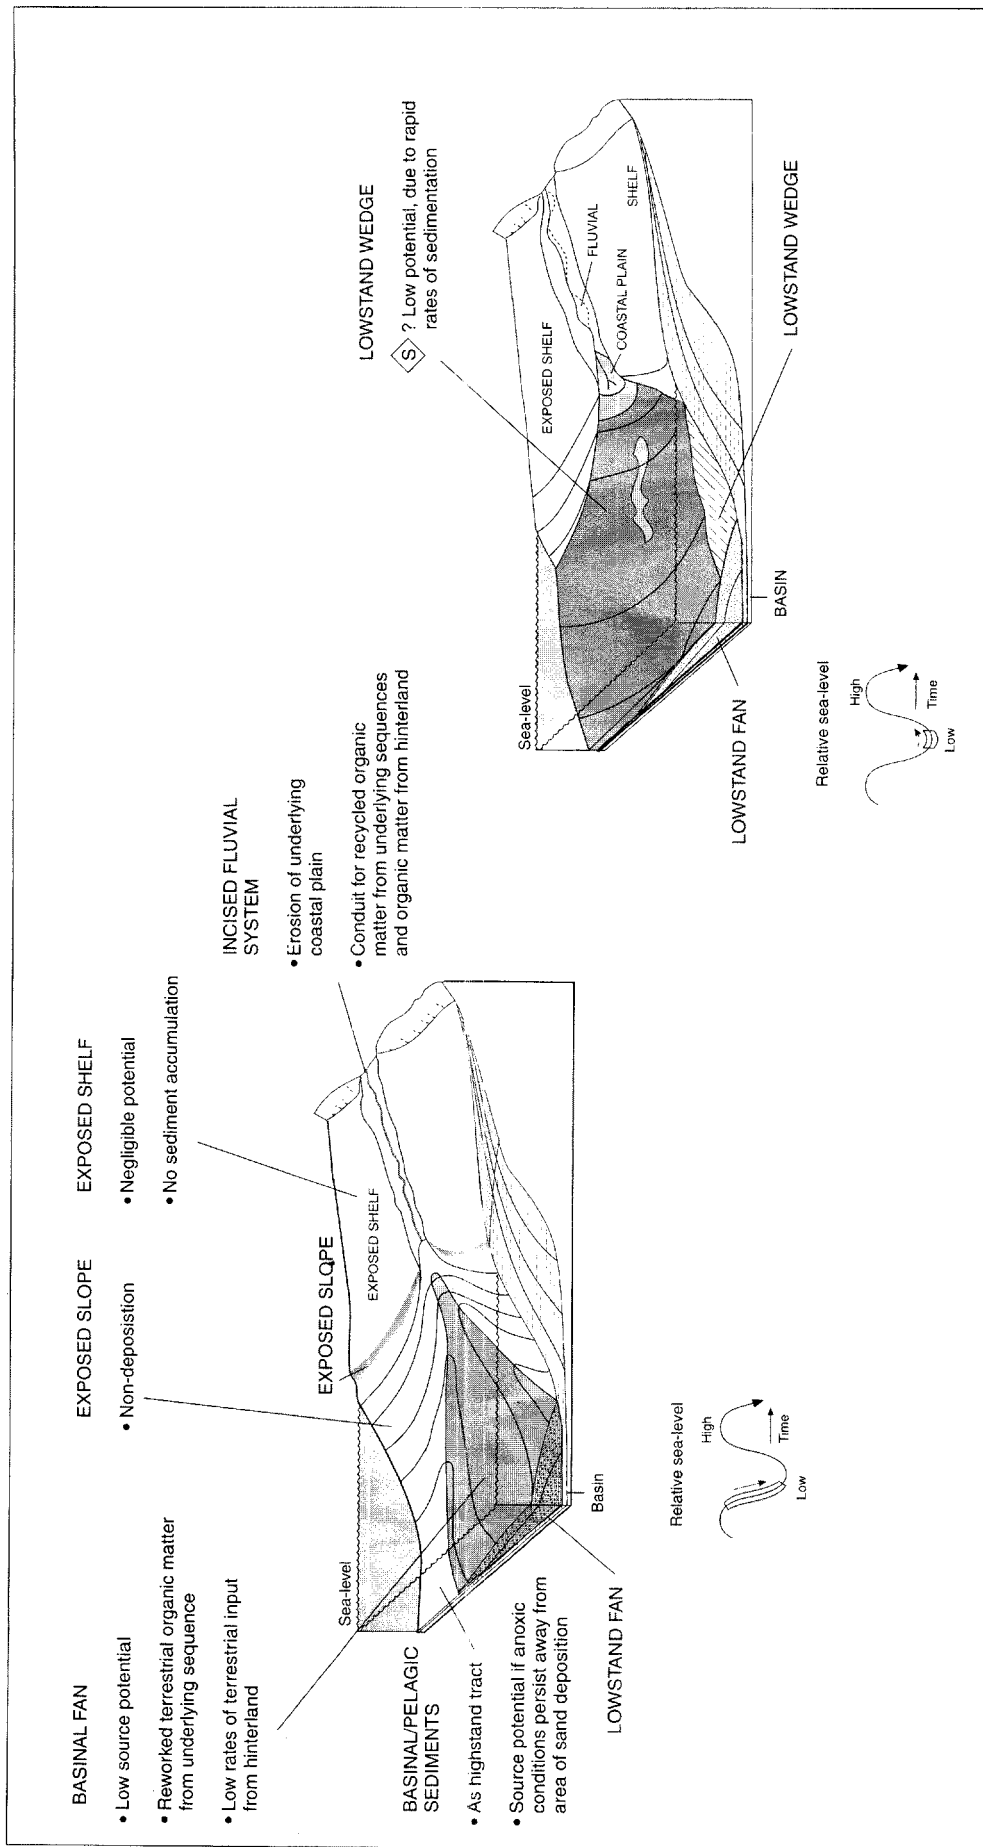 BASINAL FAN
• Low source potential
• Reworked terrestrial organic matter
from underlying sequence
• Low rates of terrestrial input
from hinterland
EXPOSED SLOPE
• Non-deposistion
EXPOSED SHELF
• Negligible potential
• No sediment accumulation
INCISED FLUVIAL
SYSTEM
• Erosion of underlying
coastal plain
• Conduit for recycled organic
matter from underlying sequences
and organic matter from hinterland
Sea-level
EXPOSED SLOPE
EXPOSED SHELF
BASINAL/PELAGIC
SEDIMENTS
• As highstand tract
• Source potential if anoxic
conditions persist away from
area of sand deposition
LOWSTAND FAN
Basin
Relative sea-level
High
Time
Low
LOWSTAND WEDGE
S ? Low potential, due to rapid
rates of sedimentation
Sea-level
EXPOSED SHELF
FLUVIAL
COASTAL PLAIN
SHELF
LOWSTAND FAN
BASIN
LOWSTAND WEDGE
Relative sea-level
High
Time
Low